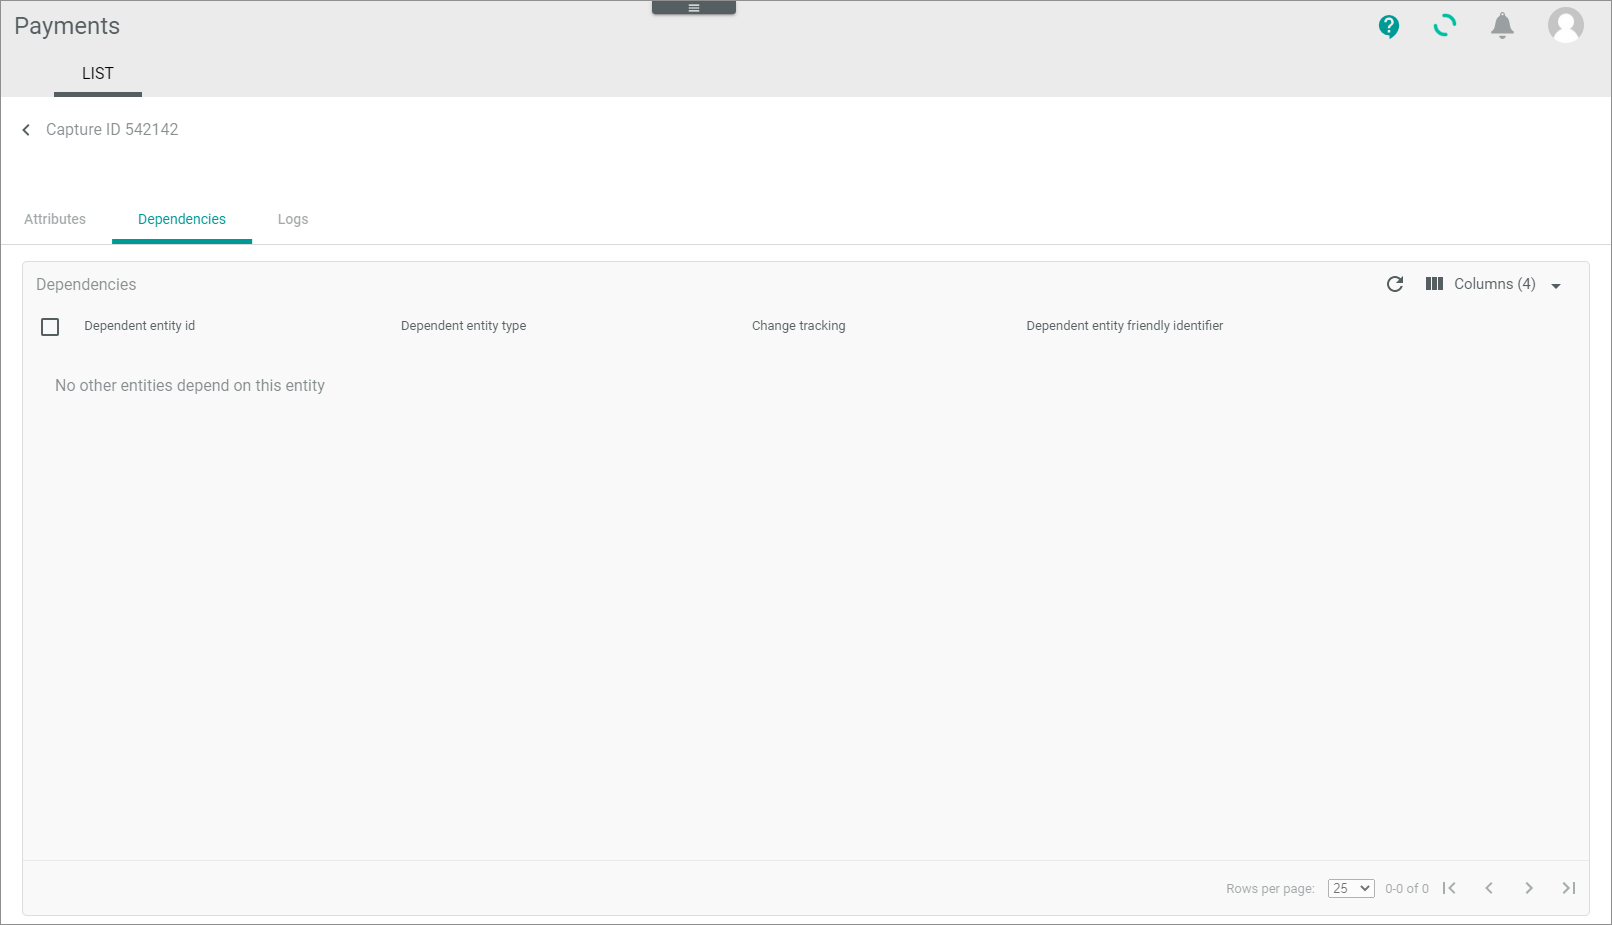 Payments
LIST
Capture ID 542142
Attributes Dependencies Logs
Dependencies Columns (4)
Dependent entity id Dependent entity type Change tracking Dependent entity friendly identifier
No other entities depend on this entity
Rows per page: 25 0-0 of 0